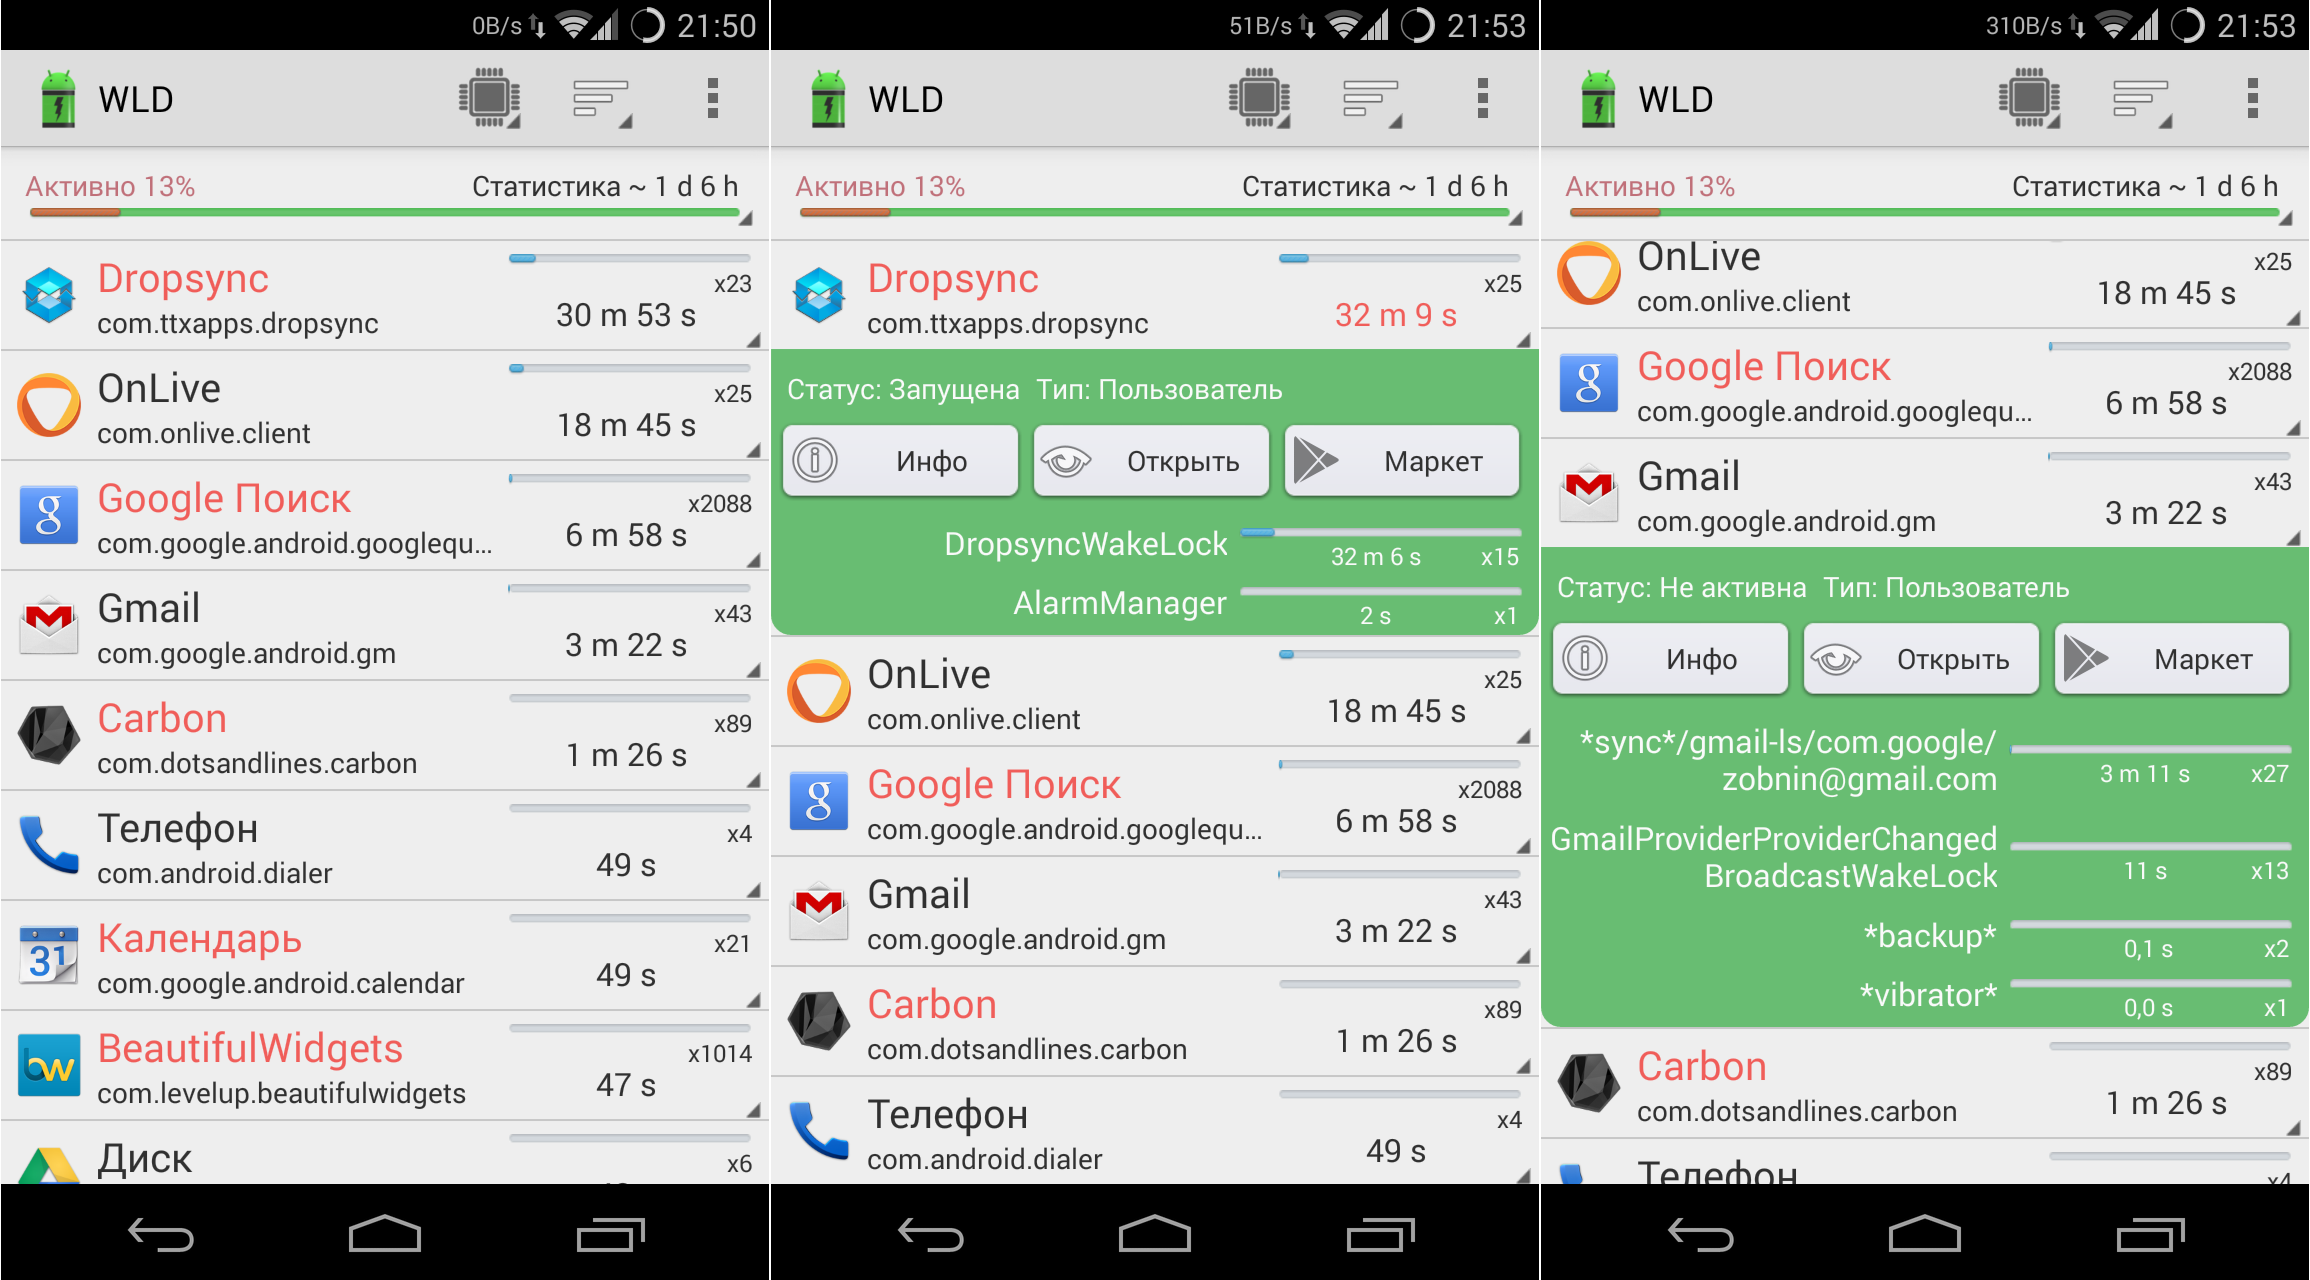 0B/s 21:50
WLD
Активно 13% Статистика ~ 1 d 6 h
Dropsync x23
com.ttxapps.dropsync 30 m 53 s
OnLive x25
com.onlive.client 18 m 45 s
Google Поиск x2088
com.google.android.googlequ... 6 m 58 s
Gmail x43
com.google.android.gm 3 m 22 s
Carbon x89
com.dotsandlines.carbon 1 m 26 s
Телефон x4
com.android.dialer 49 s
31
Календарь x21
com.google.android.calendar 49 s
bw
BeautifulWidgets x1014
com.levelup.beautifulwidgets 47 s
Диск x6
51B/s 21:53
WLD
Активно 13% Статистика ~ 1 d 6 h
Dropsync x25
com.ttxapps.dropsync 32 m 9 s
Статус: Запущена Тип: Пользователь
Инфо Открыть Маркет
DropsyncWakeLock 32 m 6 s x15
AlarmManager 2 s x1
OnLive x25
com.onlive.client 18 m 45 s
Google Поиск x2088
com.google.android.googlequ... 6 m 58 s
Gmail x43
com.google.android.gm 3 m 22 s
Carbon x89
com.dotsandlines.carbon 1 m 26 s
Телефон x4
com.android.dialer 49 s
310B/s 21:53
WLD
Активно 13% Статистика ~ 1 d 6 h
OnLive x25
com.onlive.client 18 m 45 s
Google Поиск x2088
com.google.android.googlequ... 6 m 58 s
Gmail x43
com.google.android.gm 3 m 22 s
Статус: Не активна Тип: Пользователь
Инфо Открыть Маркет
*sync*/gmail-ls/com.google/
zobnin@gmail.com 3 m 11 s x27
GmailProviderProviderChanged
BroadcastWakeLock 11 s x13
*backup* 0,1 s x2
*vibrator* 0,0 s x1
Carbon x89
com.dotsandlines.carbon 1 m 26 s
Телефон x4